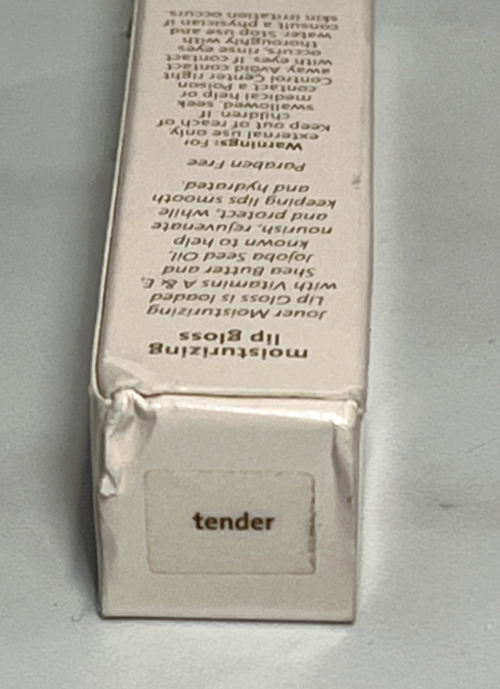 moisturizing
lip gloss
Jouer Moisturizing
Lip Gloss is loaded
with Vitamins A & E,
Shea Butter and
Jojoba Seed Oil,
known to help
nourish, rejuvenate
and protect, while
keeping lips smooth
and hydrated.
Paraben Free
Warnings: For
external use only.
Keep out of reach of
children. If
swallowed, seek
medical help or
contact a Poison
Control Center right
away. Avoid contact
with eyes. If contact
occurs, rinse eyes
thoroughly with
water. Stop use and
consult a physician if
skin irritation occurs.
tender